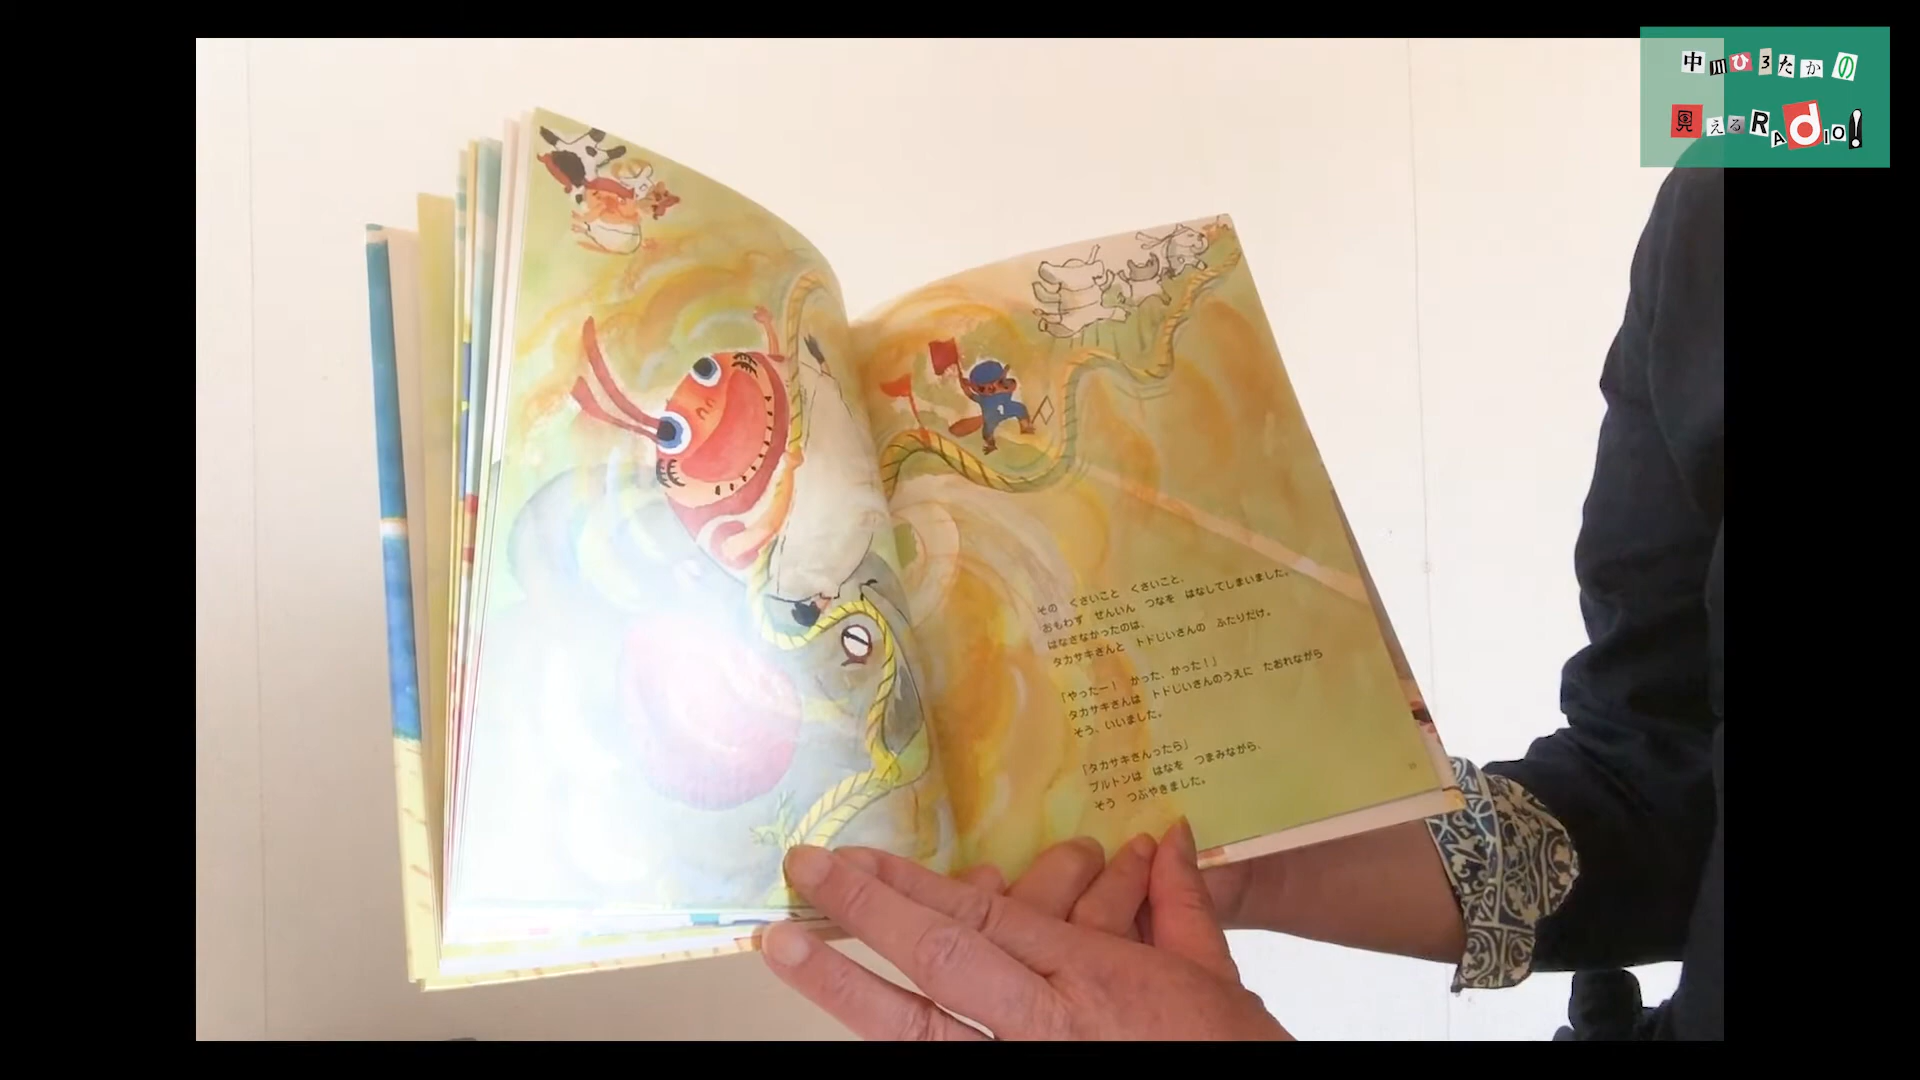 中川ひろたかの
見えるRAdIO!
その くさいこと くさいこと、
おもわず ぜんいん つなを はなしてしまいました。
はなさなかったのは、
タカサキさんと トドじいさんの ふたりだけ。
「やったー! かった、かった!」
タカサキさんは トドじいさんのうえに たおれながら
そう、いいました。
「タカサキさんったら」
ブルトンは はなを つまみながら、
そう つぶやきました。